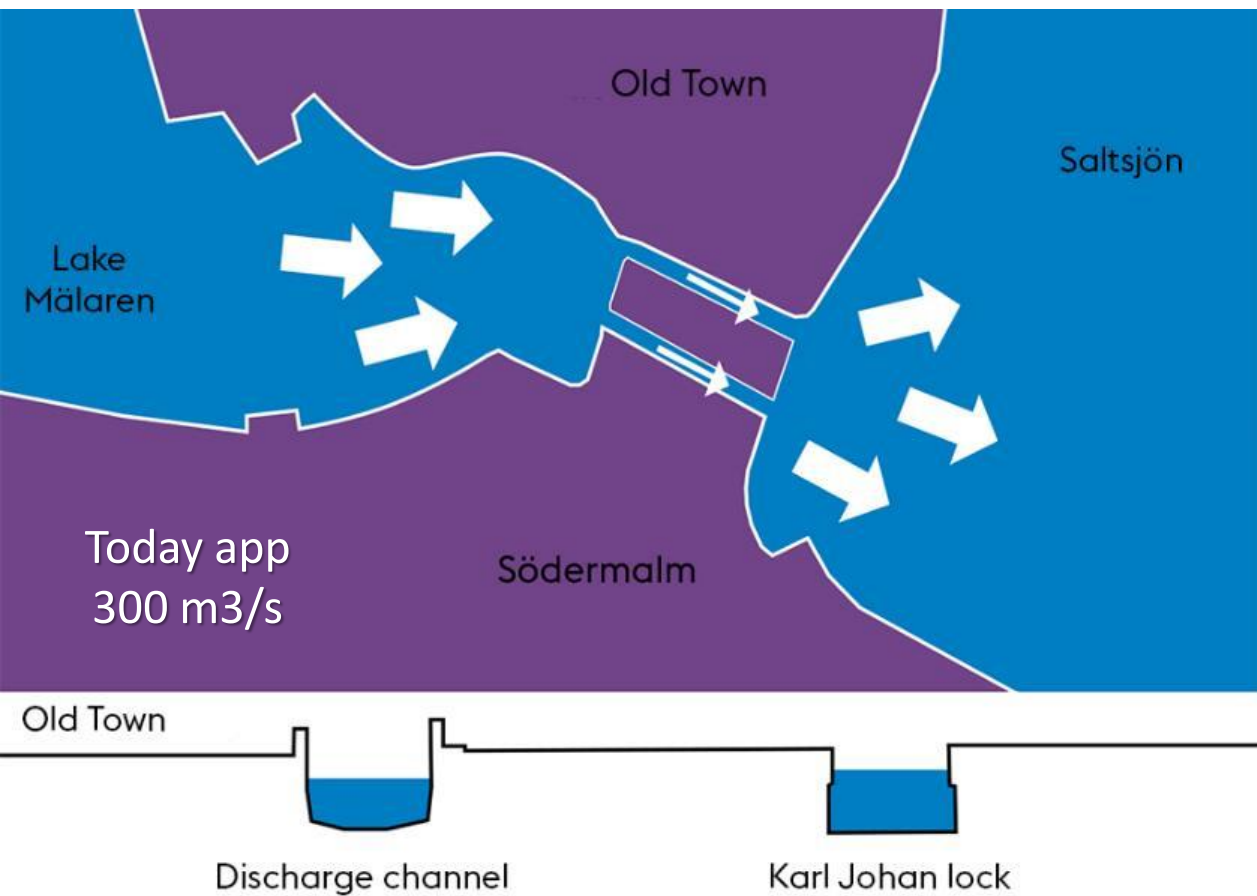 Old Town
Saltsjön
Lake
Mälaren
Today app
300 m3/s
Södermalm
Old Town
Discharge channel
Karl Johan lock